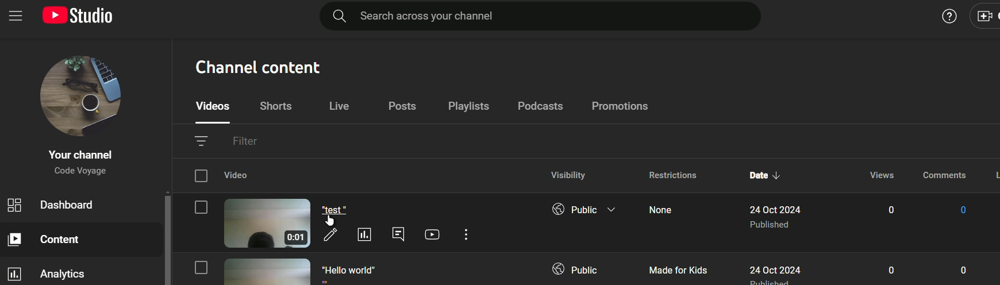 Studio
Search across your channel
Channel content
Videos Shorts Live Posts Playlists Podcasts Promotions
Filter
Your channel
Code Voyage
Dashboard
Content
Analytics
Video Visibility Restrictions Date Views Comments
"test " Public None 24 Oct 2024 0 0
Published
0:01
"Hello world" Public Made for Kids 24 Oct 2024 0 0
"" Published